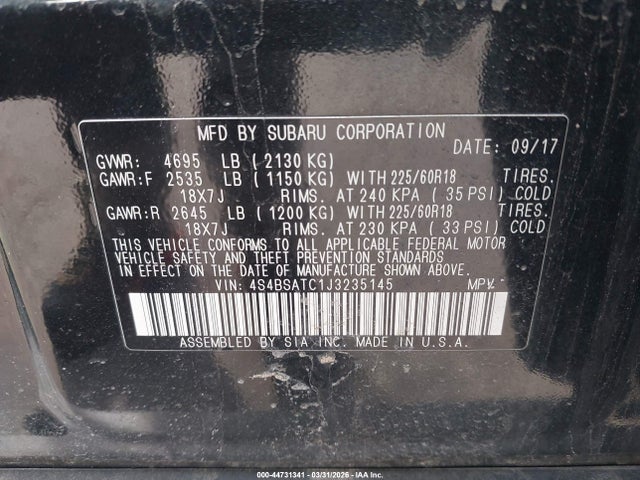 MFD BY SUBARU CORPORATION DATE: 09/17
GVWR: 4695 LB ( 2130 KG)
GAWR:F 2535 LB ( 1150 KG) WITH 225/60R18 TIRES.
18X7J RIMS. AT 240 KPA ( 35 PSI) COLD
GAWR:R 2645 LB ( 1200 KG) WITH 225/60R18 TIRES.
18X7J RIMS. AT 230 KPA ( 33 PSI) COLD
THIS VEHICLE CONFORMS TO ALL APPLICABLE FEDERAL MOTOR
VEHICLE SAFETY AND THEFT PREVENTION STANDARDS
IN EFFECT ON THE DATE OF MANUFACTURE SHOWN ABOVE.
VIN: 4S4BSATC1J3235145 MPV.
ASSEMBLED BY SIA INC. MADE IN U.S.A.
000-44731341 - 03/31/2026 - IAA Inc.